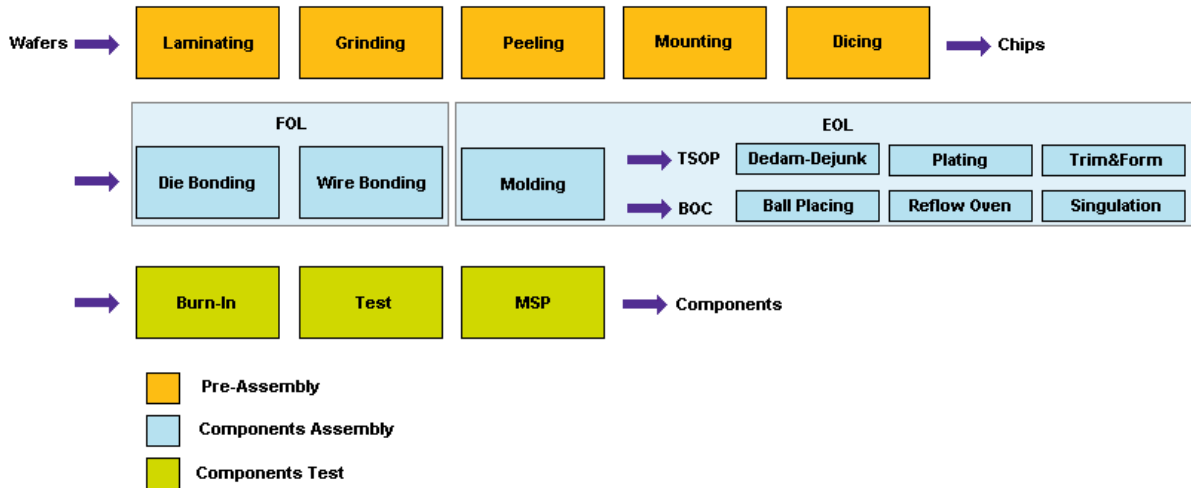 Wafers
Laminating
Grinding
Peeling
Mounting
Dicing
Chips
FOL
EOL
Die Bonding
Wire Bonding
Molding
TSOP
Dedam-Dejunk
Plating
Trim&Form
BOC
Ball Placing
Reflow Oven
Singulation
Burn-In
Test
MSP
Components
Pre-Assembly
Components Assembly
Components Test